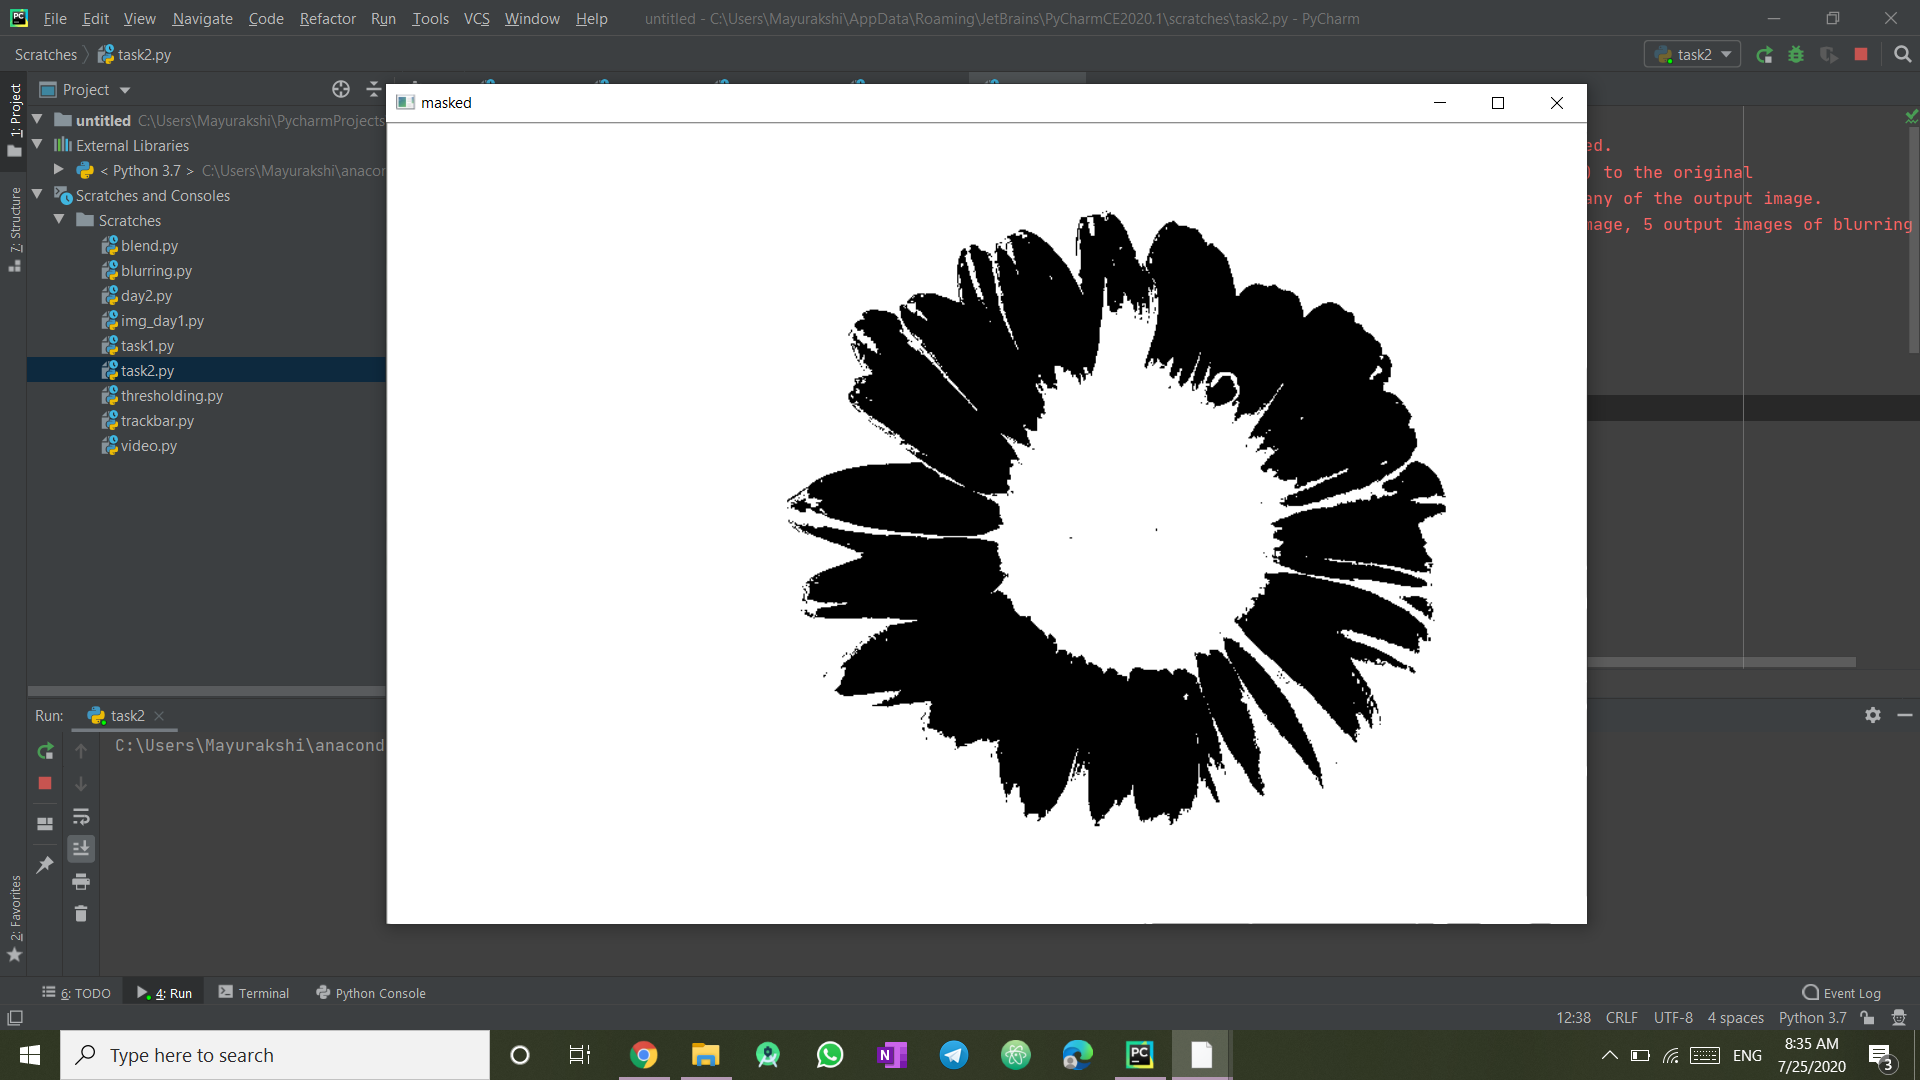 File Edit View Navigate Code Refactor Run Tools VCS Window Help untitled - C:\Users\Mayurakshi\AppData\Roaming\JetBrains\PyCharmCE2020.1\scratches\task2.py - PyCharm
Scratches task2.py task2
1: Project
Project
masked
untitled C:\Users\Mayurakshi\PycharmProjects
External Libraries
< Python 3.7 > C:\Users\Mayurakshi\anacon
Scratches and Consoles
Scratches
blend.py
blurring.py
day2.py
img_day1.py
task1.py
task2.py
thresholding.py
trackbar.py
video.py
7: Structure
ed.
) to the original
any of the output image.
mage, 5 output images of blurring
Run: task2
C:\Users\Mayurakshi\anacond
2: Favorites
6: TODO 4: Run Terminal Python Console Event Log
12:38 CRLF UTF-8 4 spaces Python 3.7
Type here to search
ENG
8:35 AM
7/25/2020
3